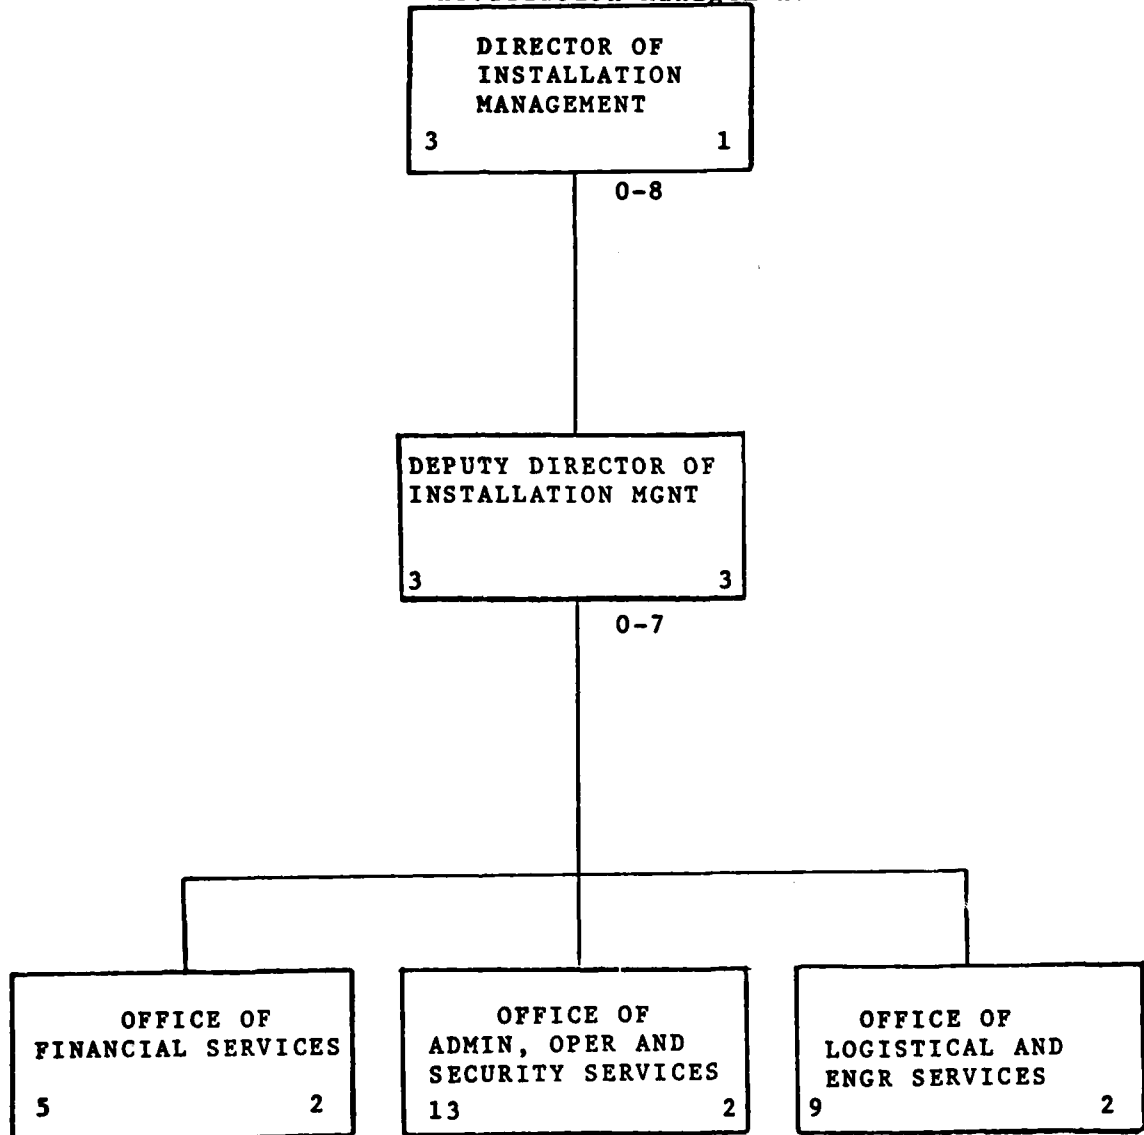 DIRECTOR OF
INSTALLATION
MANAGEMENT
3 1
0-8
DEPUTY DIRECTOR OF
INSTALLATION MGNT
3 3
0-7
OFFICE OF
FINANCIAL SERVICES
5 2
OFFICE OF
ADMIN, OPER AND
SECURITY SERVICES
13 2
OFFICE OF
LOGISTICAL AND
ENGR SERVICES
9 2